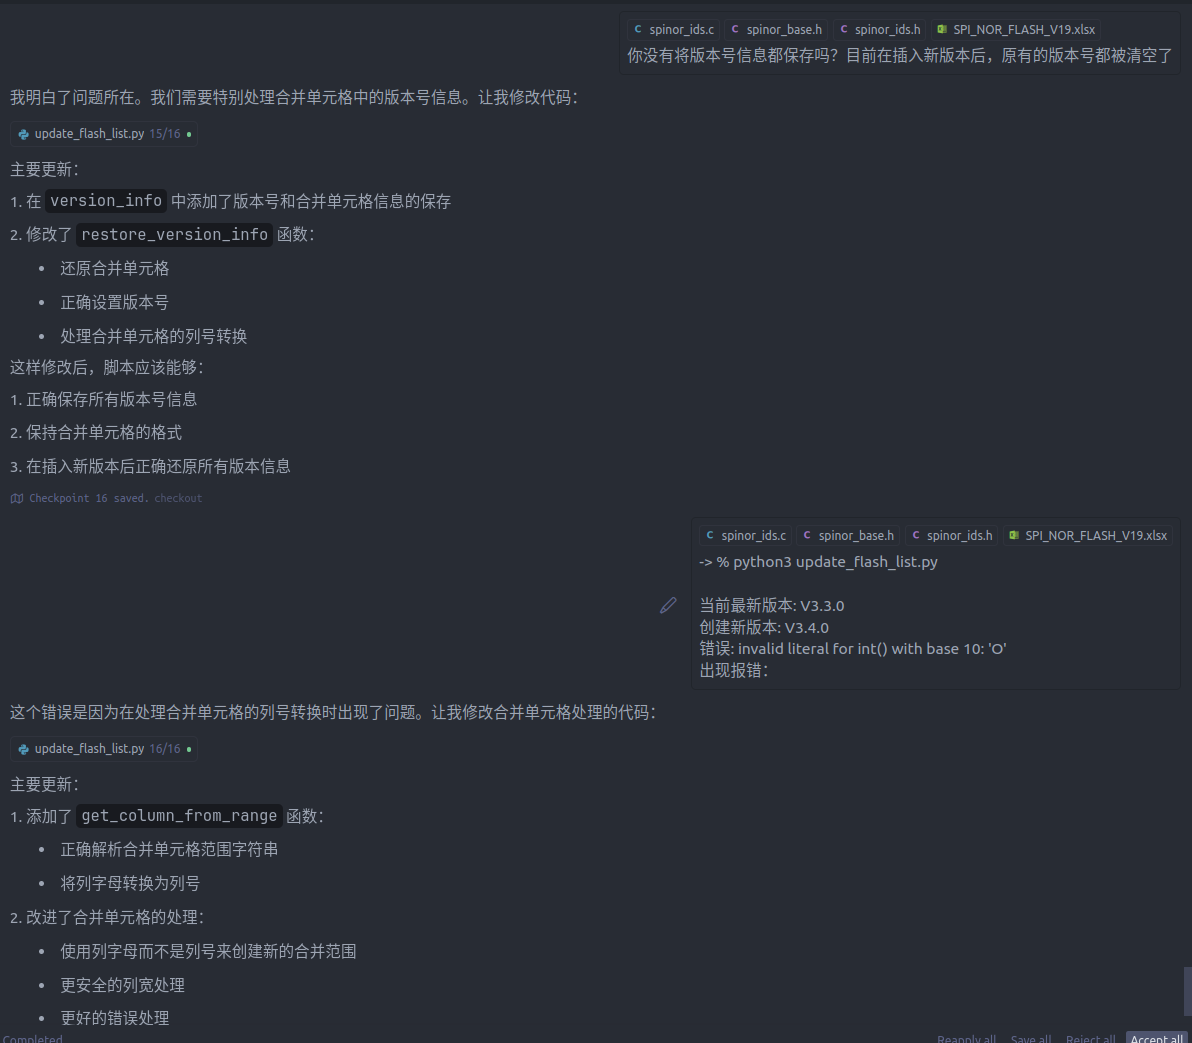 spinor_ids.c spinor_base.h spinor_ids.h SPI_NOR_FLASH_V19.xlsx
你没有将版本号信息都保存吗？目前在插入新版本后，原有的版本号都被清空了
我明白了问题所在。我们需要特别处理合并单元格中的版本号信息。让我修改代码：
update_flash_list.py 15/16
主要更新：
1. 在 version_info 中添加了版本号和合并单元格信息的保存
2. 修改了 restore_version_info 函数：
• 还原合并单元格
• 正确设置版本号
• 处理合并单元格的列号转换
这样修改后，脚本应该能够：
1. 正确保存所有版本号信息
2. 保持合并单元格的格式
3. 在插入新版本后正确还原所有版本信息
Checkpoint 16 saved. checkout
spinor_ids.c spinor_base.h spinor_ids.h SPI_NOR_FLASH_V19.xlsx
-> % python3 update_flash_list.py
当前最新版本: V3.3.0
创建新版本: V3.4.0
错误: invalid literal for int() with base 10: 'O'
出现报错：
这个错误是因为在处理合并单元格的列号转换时出现了问题。让我修改合并单元格处理的代码：
update_flash_list.py 16/16
主要更新：
1. 添加了 get_column_from_range 函数：
• 正确解析合并单元格范围字符串
• 将列字母转换为列号
2. 改进了合并单元格的处理：
• 使用列字母而不是列号来创建新的合并范围
• 更安全的列宽处理
• 更好的错误处理
Completed Reapply all Save all Reject all Accept all